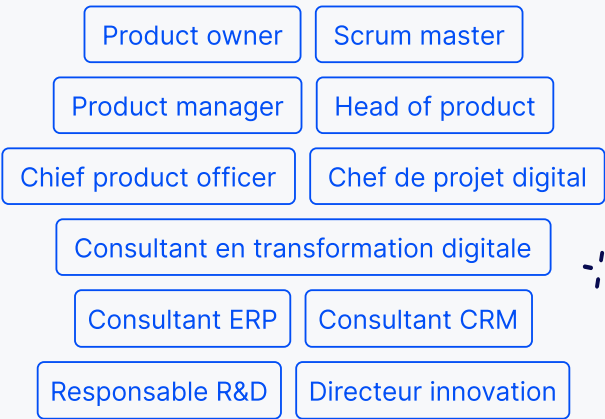 Product owner
Scrum master
Product manager
Head of product
Chief product officer
Chef de projet digital
Consultant en transformation digitale
Consultant ERP
Consultant CRM
Responsable R&D
Directeur innovation